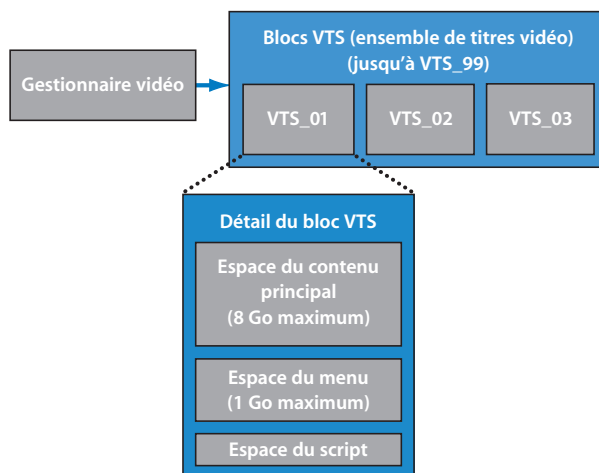 Blocs VTS (ensemble de titres vidéo)
(jusqu'à VTS_99)
Gestionnaire vidéo
VTS_01
VTS_02
VTS_03
Détail du bloc VTS
Espace du contenu
principal
(8 Go maximum)
Espace du menu
(1 Go maximum)
Espace du script